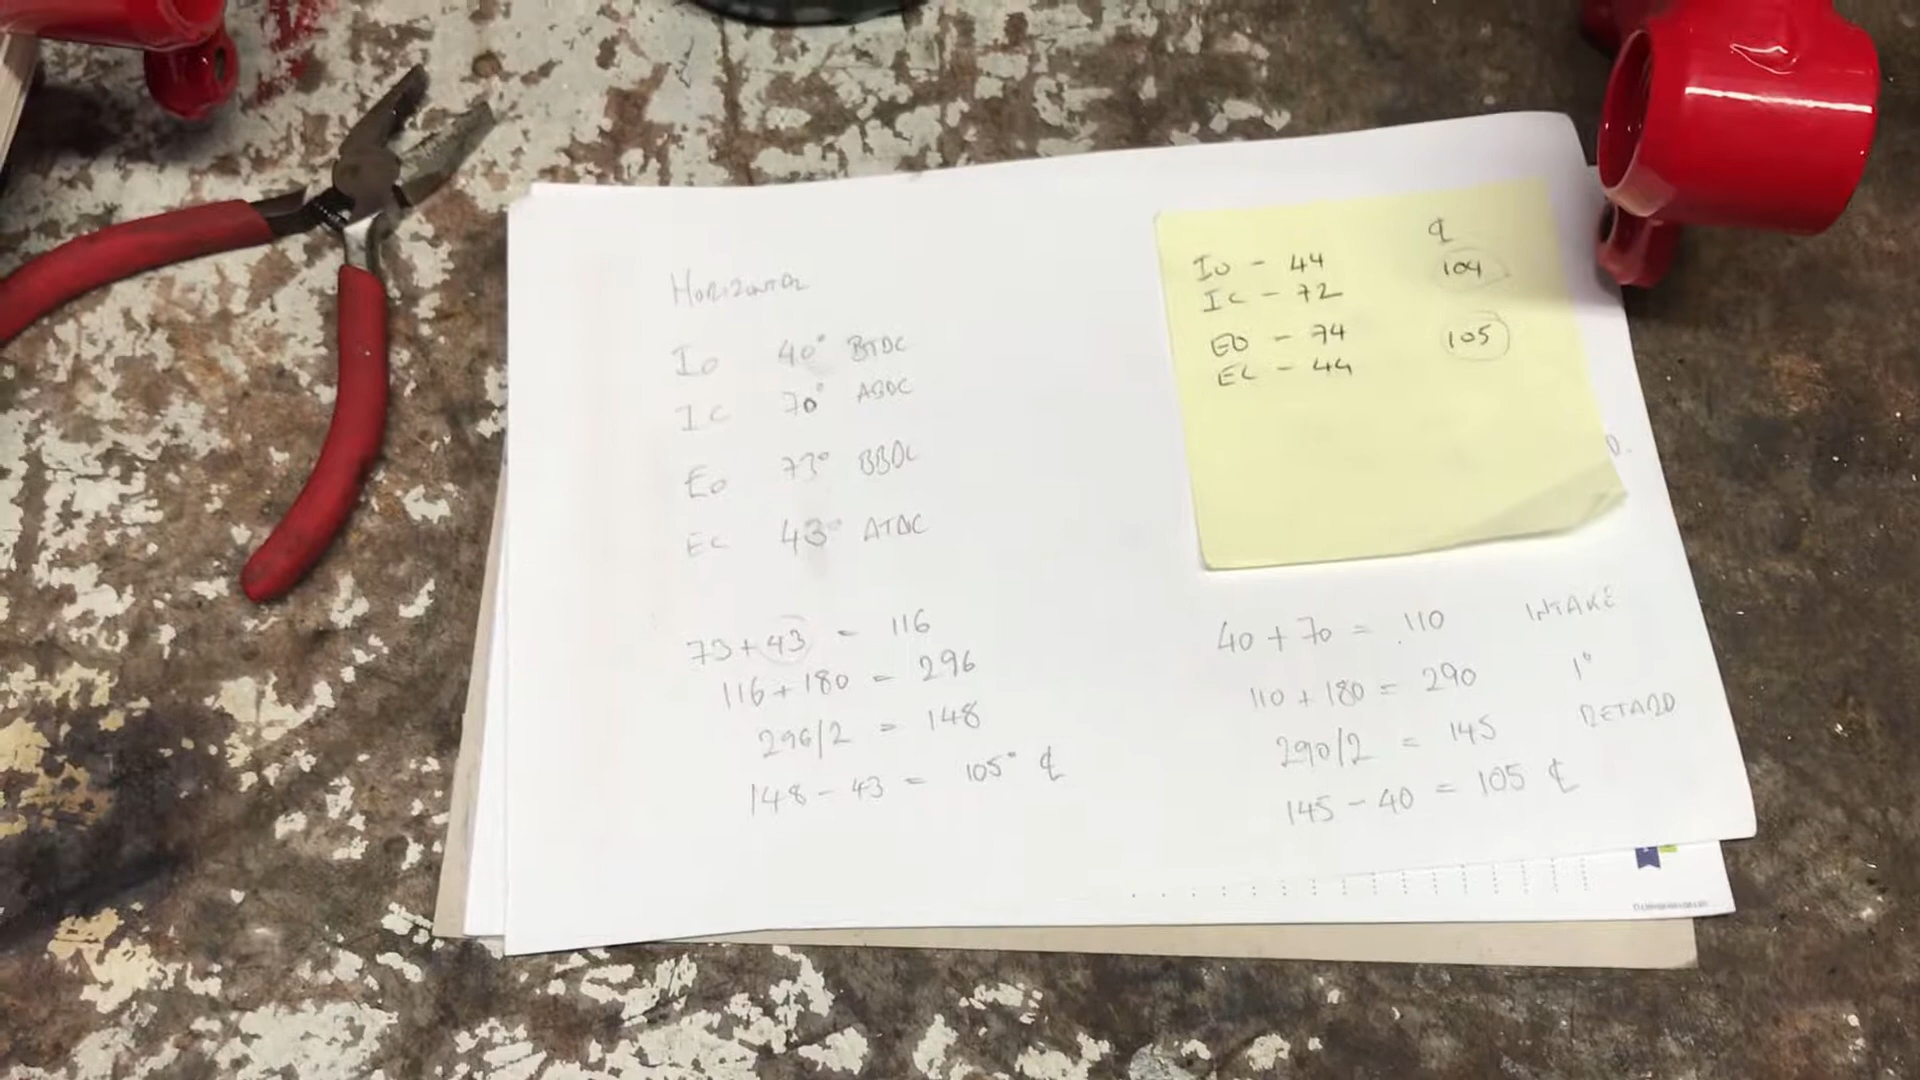 Horizontal
Io 40° BTDC
IC 70° ABDC
Eo 73° BBDC
EC 43° ATDC
73+43 = 116
116+180 = 296
296/2 = 148
148-43 = 105° ℄
℄
Io - 44 104
IC - 72
EO - 74 105
EC - 44
40+70 = 110 INTAKE
110+180 = 290 1°
290/2 = 145 RETARD
145-40 = 105 ℄